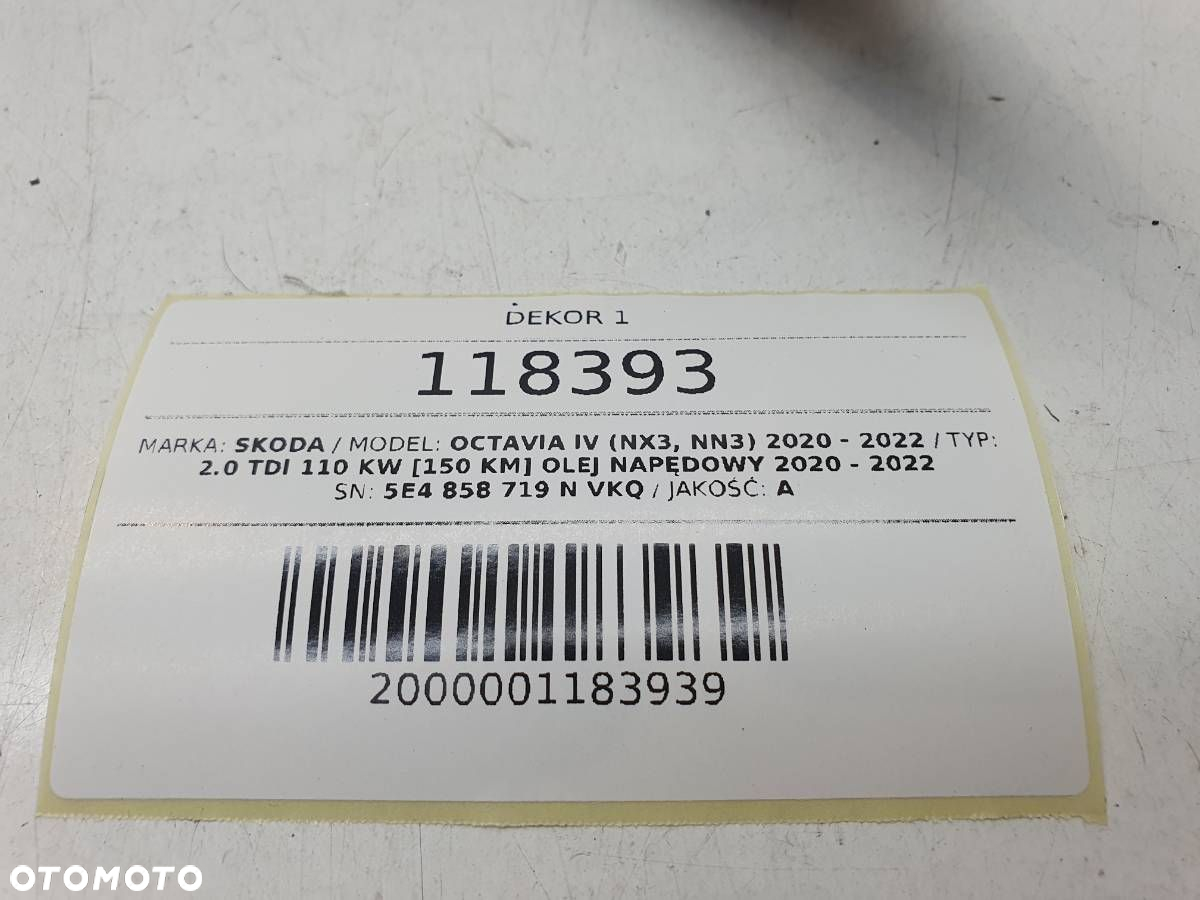 DEKOR 1
118393
MARKA: SKODA / MODEL: OCTAVIA IV (NX3, NN3) 2020 - 2022 / TYP:
2.0 TDI 110 KW [150 KM] OLEJ NAPĘDOWY 2020 - 2022
SN: 5E4 858 719 N VKQ / JAKOŚĆ: A
2000001183939
OTOMOTO